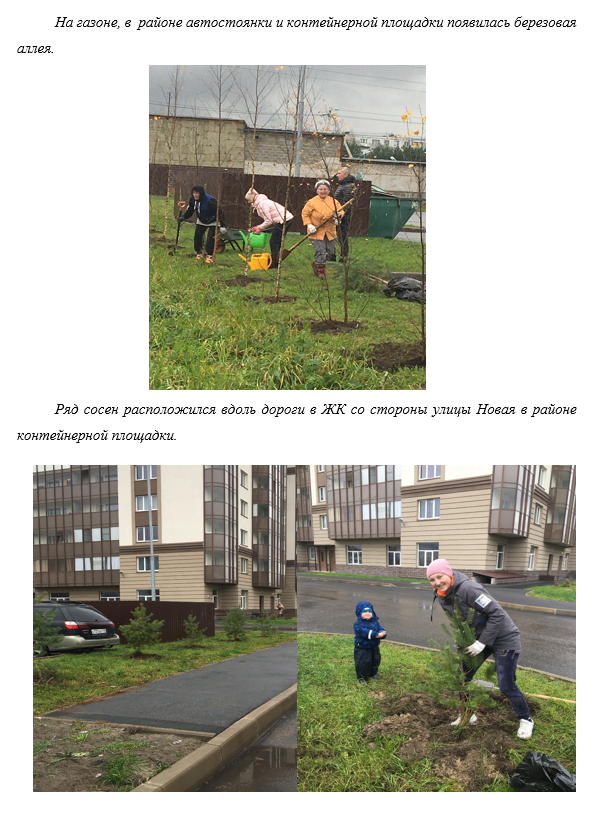 На газоне, в районе автостоянки и контейнерной площадки появилась березовая
аллея.
Ряд сосен расположился вдоль дороги в ЖК со стороны улицы Новая в районе
контейнерной площадки.